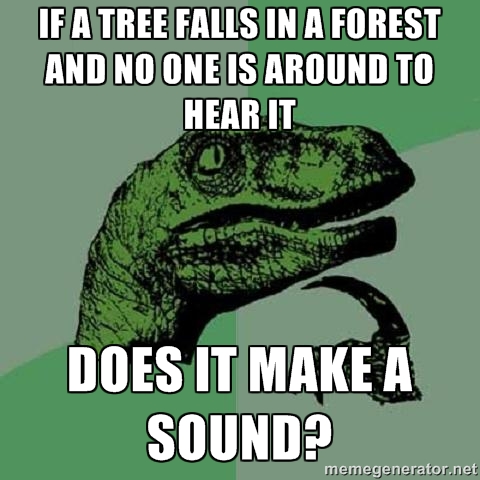 IF A TREE FALLS IN A FOREST
AND NO ONE IS AROUND TO
HEAR IT
DOES IT MAKE A
SOUND?
memegenerator.net